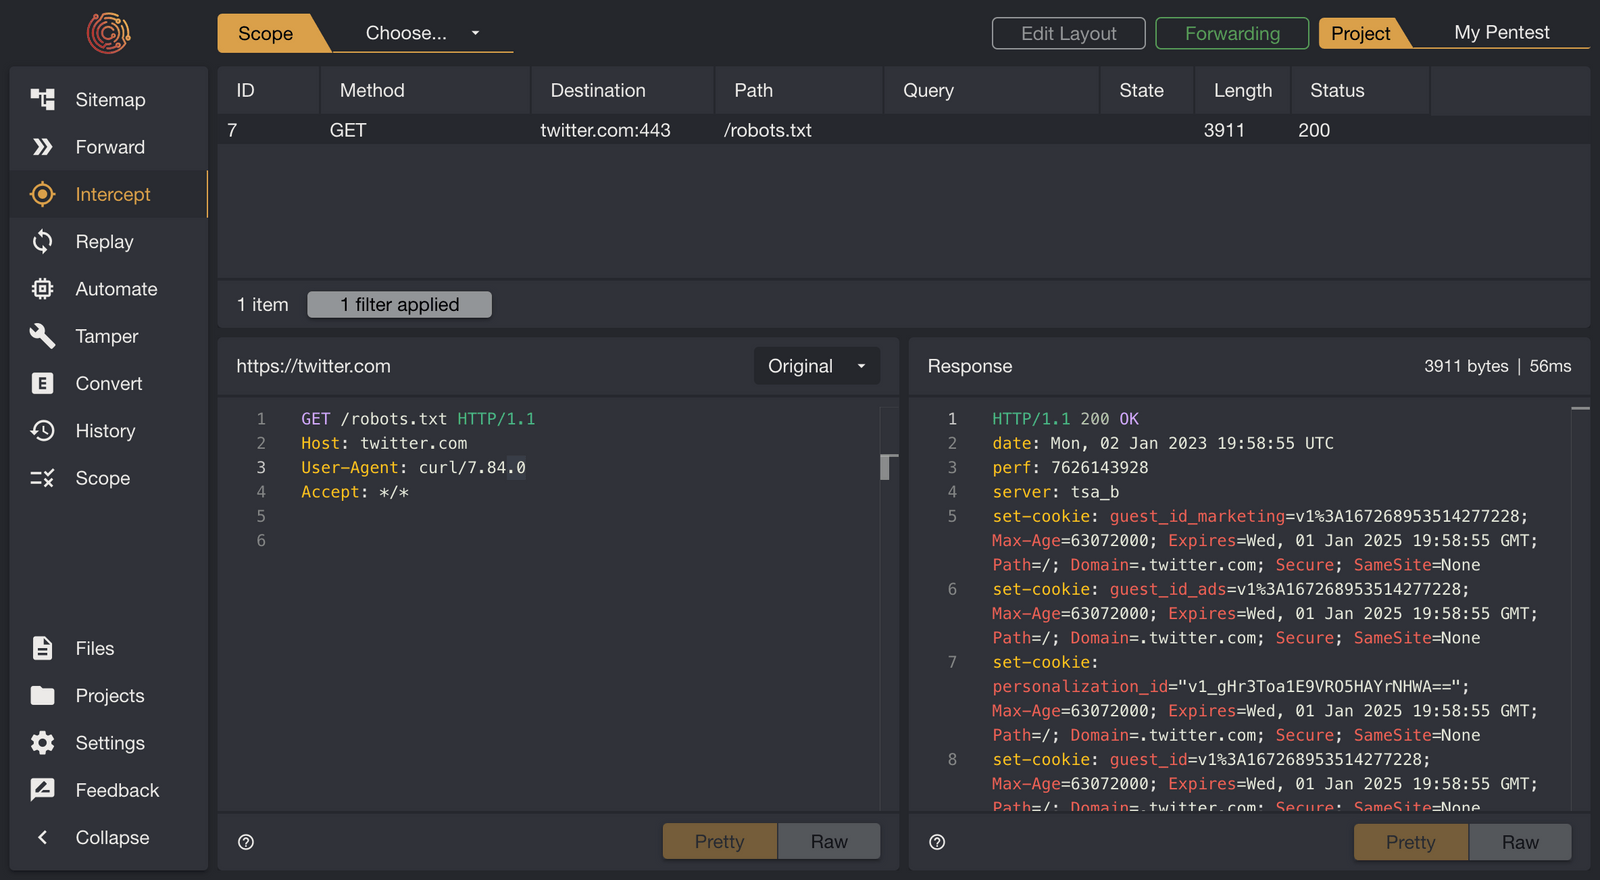 Scope Choose... Edit Layout Forwarding Project My Pentest
Sitemap
Forward
Intercept
Replay
Automate
Tamper
Convert
History
Scope
Files
Projects
Settings
Feedback
Collapse
ID Method Destination Path Query State Length Status
7 GET twitter.com:443 /robots.txt 3911 200
1 item 1 filter applied
https://twitter.com Original
1 GET /robots.txt HTTP/1.1
2 Host: twitter.com
3 User-Agent: curl/7.84.0
4 Accept: */*
5
6
Pretty Raw
Response 3911 bytes | 56ms
1 HTTP/1.1 200 OK
2 date: Mon, 02 Jan 2023 19:58:55 UTC
3 perf: 7626143928
4 server: tsa_b
5 set-cookie: guest_id_marketing=v1%3A167268953514277228;
Max-Age=63072000; Expires=Wed, 01 Jan 2025 19:58:55 GMT;
Path=/; Domain=.twitter.com; Secure; SameSite=None
6 set-cookie: guest_id_ads=v1%3A167268953514277228;
Max-Age=63072000; Expires=Wed, 01 Jan 2025 19:58:55 GMT;
Path=/; Domain=.twitter.com; Secure; SameSite=None
7 set-cookie:
personalization_id="v1_gHr3Toa1E9VRO5HAYrNHWA==";
Max-Age=63072000; Expires=Wed, 01 Jan 2025 19:58:55 GMT;
Path=/; Domain=.twitter.com; Secure; SameSite=None
8 set-cookie: guest_id=v1%3A167268953514277228;
Max-Age=63072000; Expires=Wed, 01 Jan 2025 19:58:55 GMT;
Path=/; Domain=.twitter.com; Secure; SameSite=None
Pretty Raw